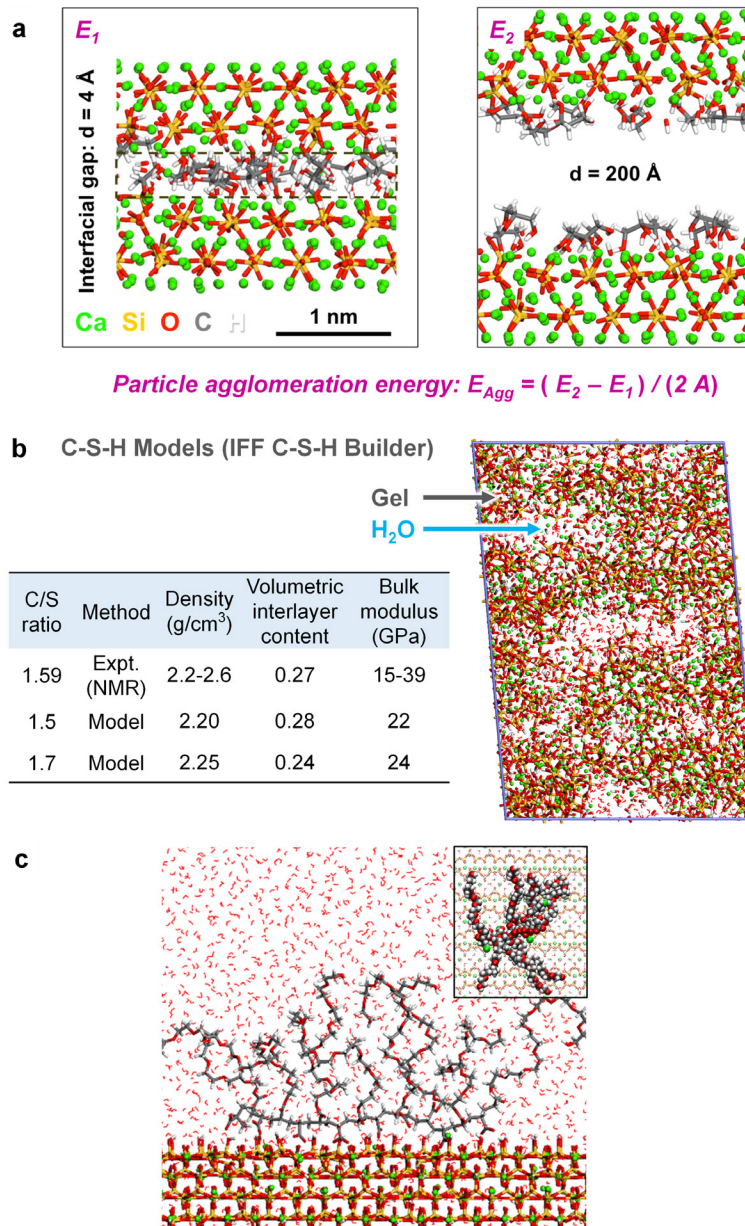 a
E1
E2
Interfacial gap: d = 4 Å
d = 200 Å
Ca Si O C H
1 nm
Particle agglomeration energy: EAgg = ( E2 – E1 ) / (2 A)
b
C-S-H Models (IFF C-S-H Builder)
Gel
H2O
C/S ratio Method Density (g/cm3) Volumetric interlayer content Bulk modulus (GPa)
1.59 Expt. (NMR) 2.2-2.6 0.27 15-39
1.5 Model 2.20 0.28 22
1.7 Model 2.25 0.24 24
c